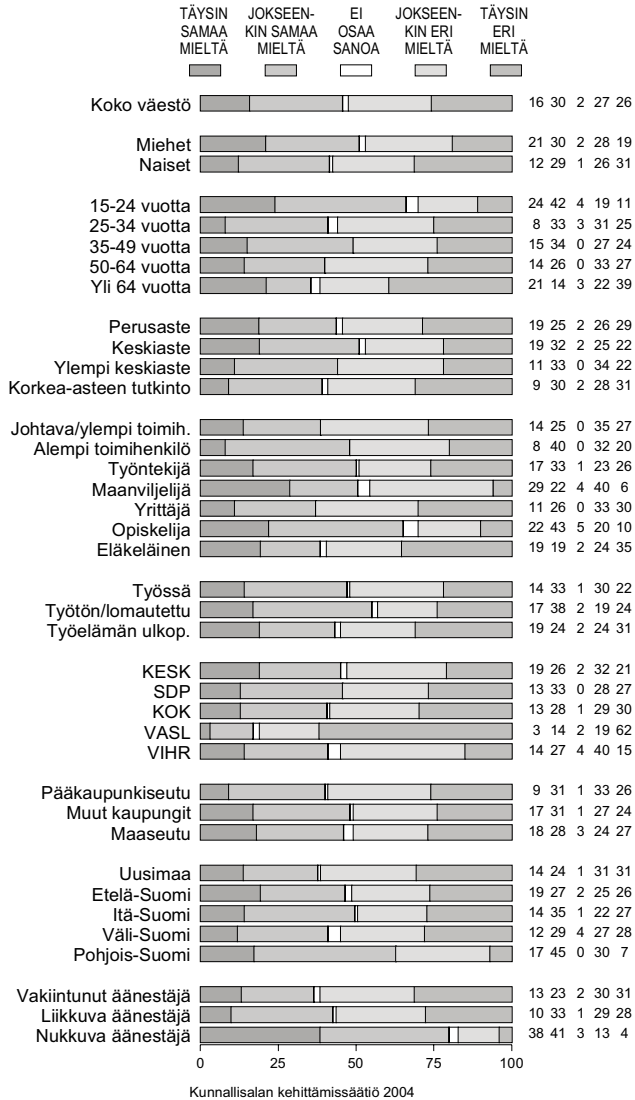 TÄYSIN SAMAA MIELTÄ
JOKSEEN- KIN SAMAA MIELTÄ
EI OSAA SANOA
JOKSEEN- KIN ERI MIELTÄ
TÄYSIN ERI MIELTÄ
Koko väestö 16 30 2 27 26
Miehet 21 30 2 28 19
Naiset 12 29 1 26 31
15-24 vuotta 24 42 4 19 11
25-34 vuotta 8 33 3 31 25
35-49 vuotta 15 34 0 27 24
50-64 vuotta 14 26 0 33 27
Yli 64 vuotta 21 14 3 22 39
Perusaste 19 25 2 26 29
Keskiaste 19 32 2 25 22
Ylempi keskiaste 11 33 0 34 22
Korkea-asteen tutkinto 9 30 2 28 31
Johtava/ylempi toimih. 14 25 0 35 27
Alempi toimihenkilö 8 40 0 32 20
Työntekijä 17 33 1 23 26
Maanviljelijä 29 22 4 40 6
Yrittäjä 11 26 0 33 30
Opiskelija 22 43 5 20 10
Eläkeläinen 19 19 2 24 35
Työssä 14 33 1 30 22
Työtön/lomautettu 17 38 2 19 24
Työelämän ulkop. 19 24 2 24 31
KESK 19 26 2 32 21
SDP 13 33 0 28 27
KOK 13 28 1 29 30
VASL 3 14 2 19 62
VIHR 14 27 4 40 15
Pääkaupunkiseutu 9 31 1 33 26
Muut kaupungit 17 31 1 27 24
Maaseutu 18 28 3 24 27
Uusimaa 14 24 1 31 31
Etelä-Suomi 19 27 2 25 26
Itä-Suomi 14 35 1 22 27
Väli-Suomi 12 29 4 27 28
Pohjois-Suomi 17 45 0 30 7
Vakiintunut äänestäjä 13 23 2 30 31
Liikkuva äänestäjä 10 33 1 29 28
Nukkuva äänestäjä 38 41 3 13 4
0 25 50 75 100
Kunnallisalan kehittämissäätiö 2004